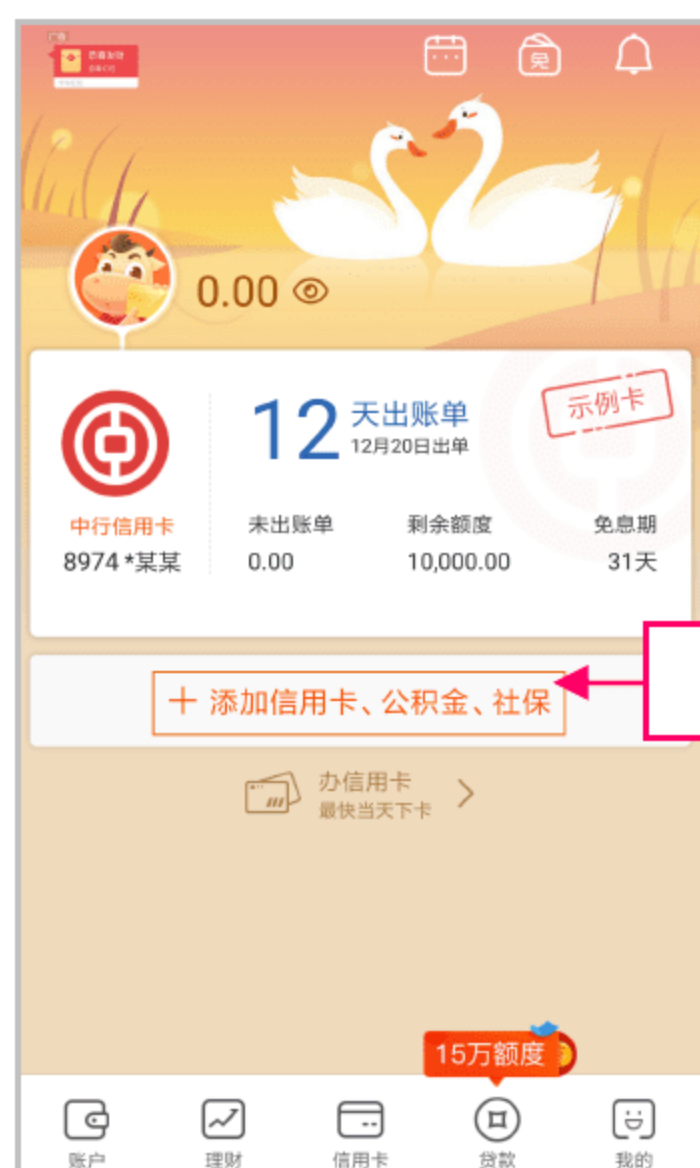 免
0.00
12 天出账单
12月20日出单
示例卡
中行信用卡
8974 *某某
未出账单
0.00
剩余额度
10,000.00
免息期
31天
+ 添加信用卡、公积金、社保
办信用卡
最快当天下卡
15万额度
账户
理财
信用卡
贷款
我的